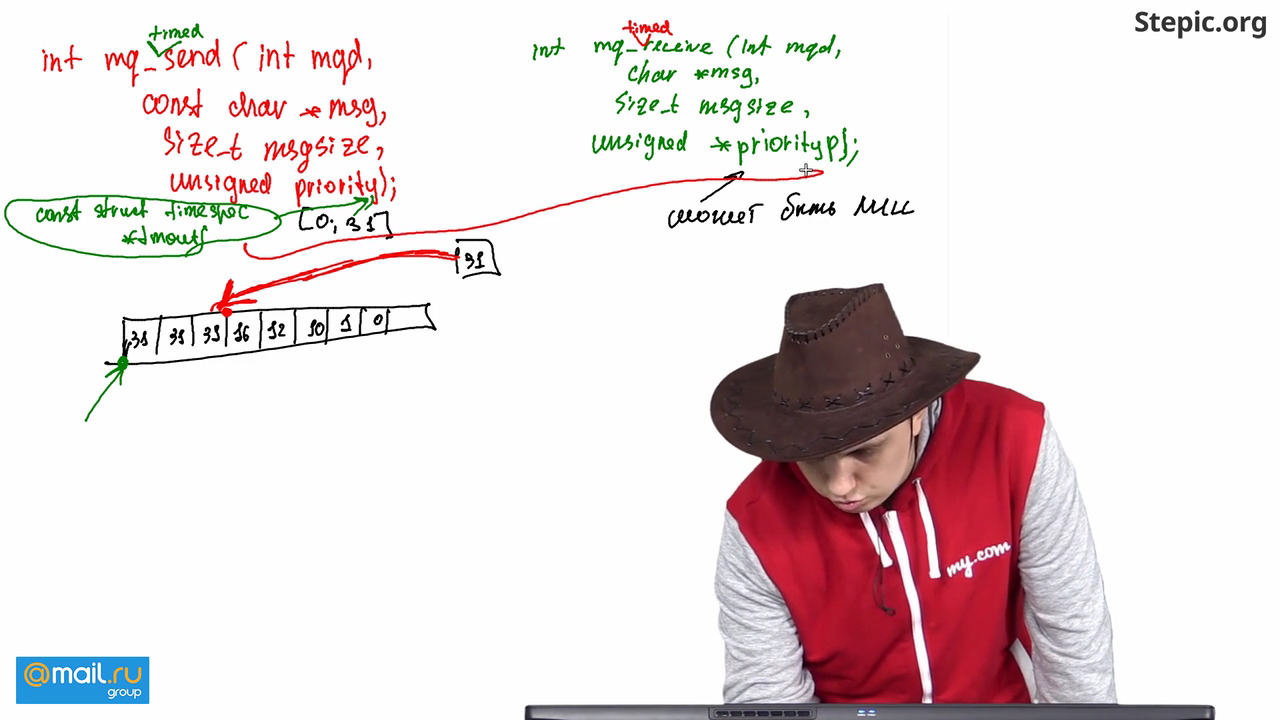 Stepic.org
timed
int mq_send ( int mqd,
const char *msg,
size_t msgsize,
unsigned priority);
const struct timespec
[0; 31]
timed
int mq_receive (int mqd,
char *msg,
size_t msgsize,
unsigned *priorityp);
может быть
31
31 31 31 16 12 10 1 0
my.com
@mail.ru
group